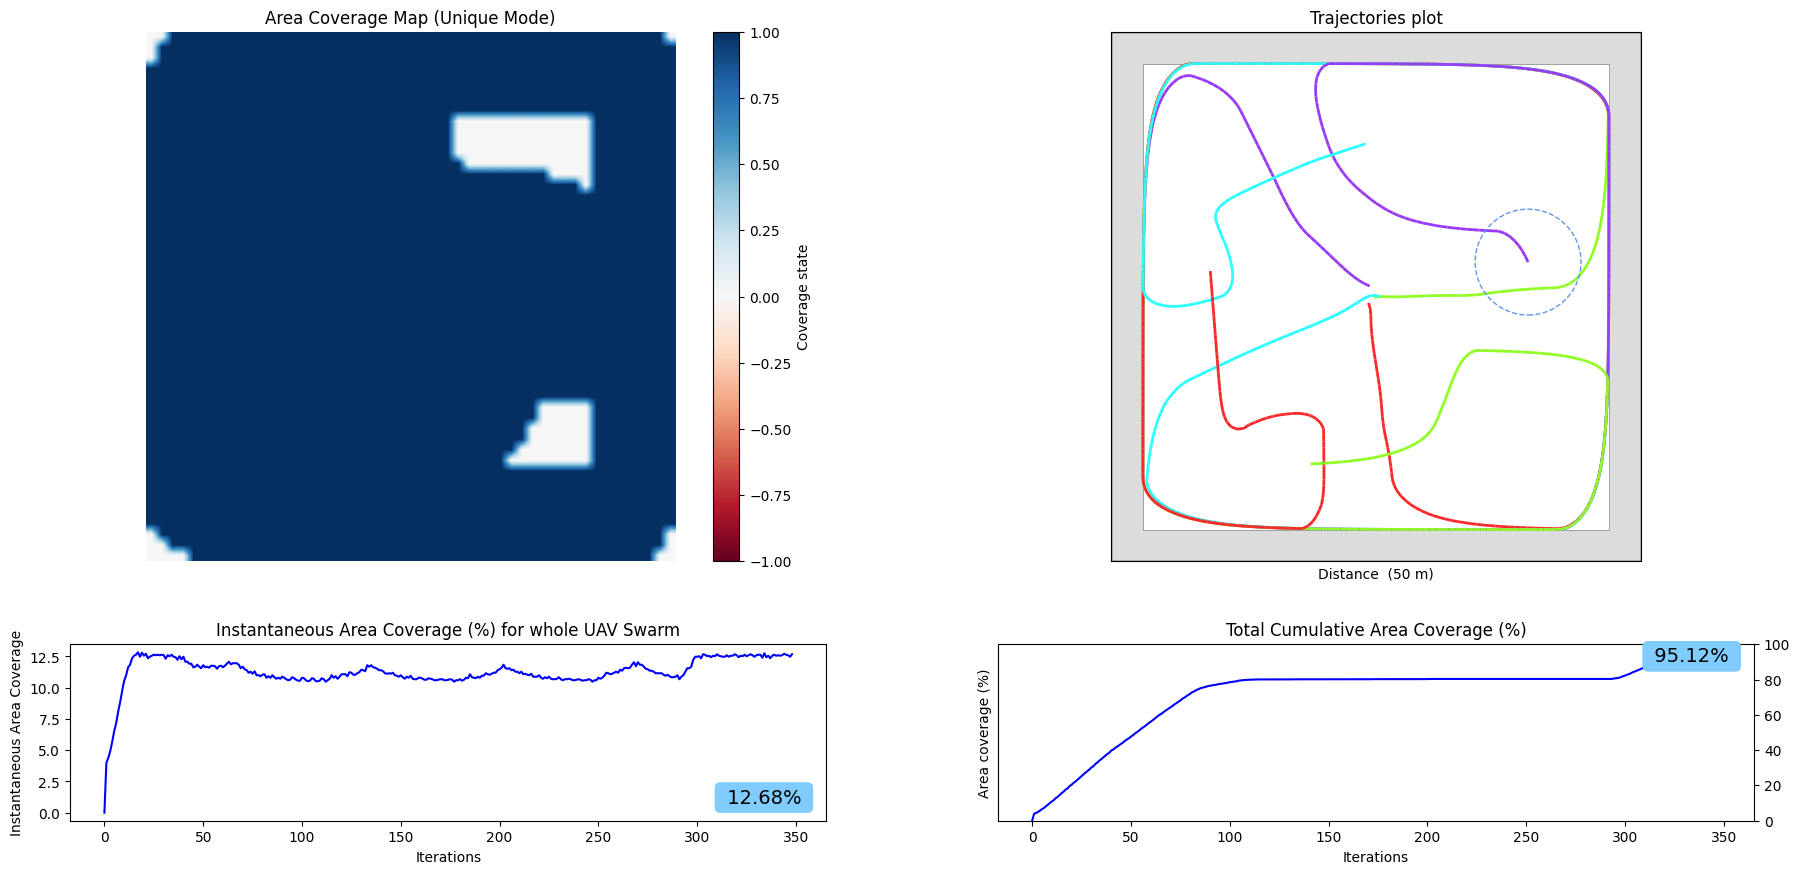 Area Coverage Map (Unique Mode)
1.00
0.75
0.50
0.25
0.00
−0.25
−0.50
−0.75
−1.00
Coverage state
Trajectories plot
Distance  (50 m)
Instantaneous Area Coverage (%) for whole UAV Swarm
Instantaneous Area Coverage
12.5
10.0
7.5
5.0
2.5
0.0
12.68%
0 50 100 150 200 250 300 350
Iterations
Total Cumulative Area Coverage (%)
Area coverage (%)
95.12%
100
80
60
40
20
0
0 50 100 150 200 250 300 350
Iterations